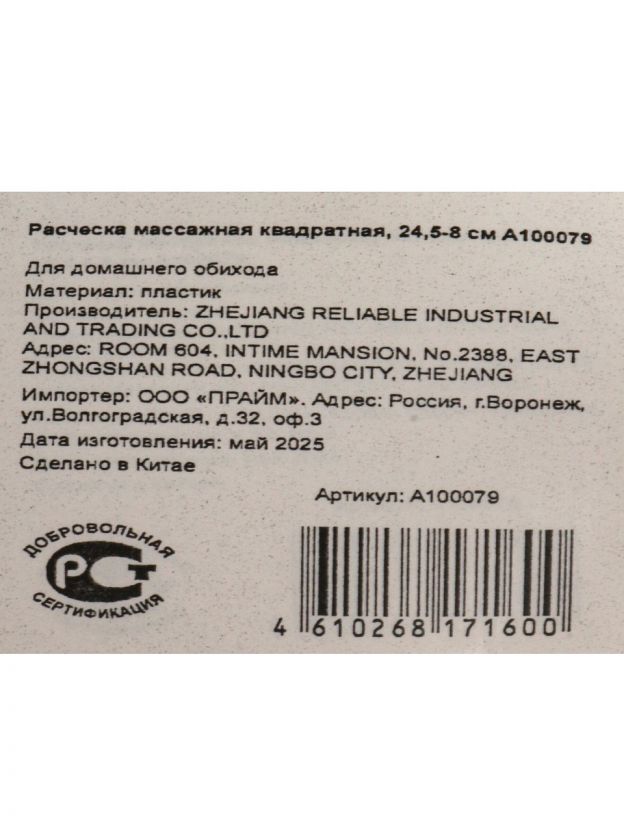 Расческа массажная квадратная, 24,5-8 см А100079
Для домашнего обихода
Материал: пластик
Производитель: ZHEJIANG RELIABLE INDUSTRIAL
AND TRADING CO.,LTD
Адрес: ROOM 604, INTIME MANSION, No.2388, EAST
ZHONGSHAN ROAD, NINGBO CITY, ZHEJIANG
Импортер: ООО «ПРАЙМ». Адрес: Россия, г.Воронеж,
ул.Волгоградская, д.32, оф.3
Дата изготовления: май 2025
Сделано в Китае
Артикул: А100079
ДОБРОВОЛЬНАЯ
РСТ
СЕРТИФИКАЦИЯ
4 610268 171600